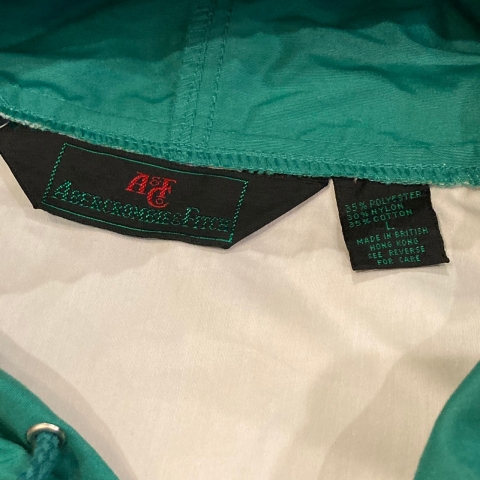 A&F
Co
ABERCROMBIE & FITCH
35% POLYESTER
30% NYLON
35% COTTON
L
MADE IN BRITISH
HONG KONG
SEE REVERSE
FOR CARE